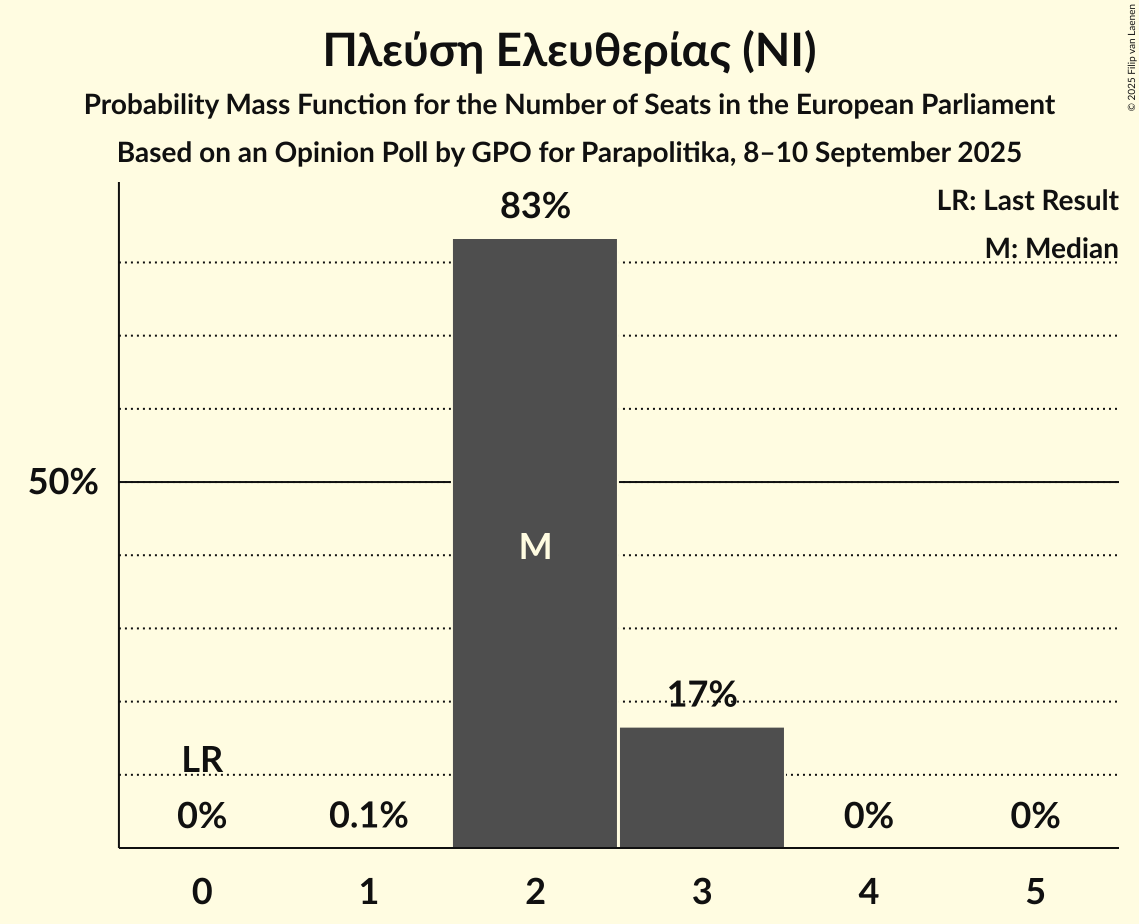 Πλεύση Ελευθερίας (NI)
Probability Mass Function for the Number of Seats in the European Parliament
Based on an Opinion Poll by GPO for Parapolitika, 8–10 September 2025
© 2025 Filip van Laenen
LR: Last Result
M: Median
83%
50%
M
17%
LR
0%
0.1%
0%
0%
0
1
2
3
4
5